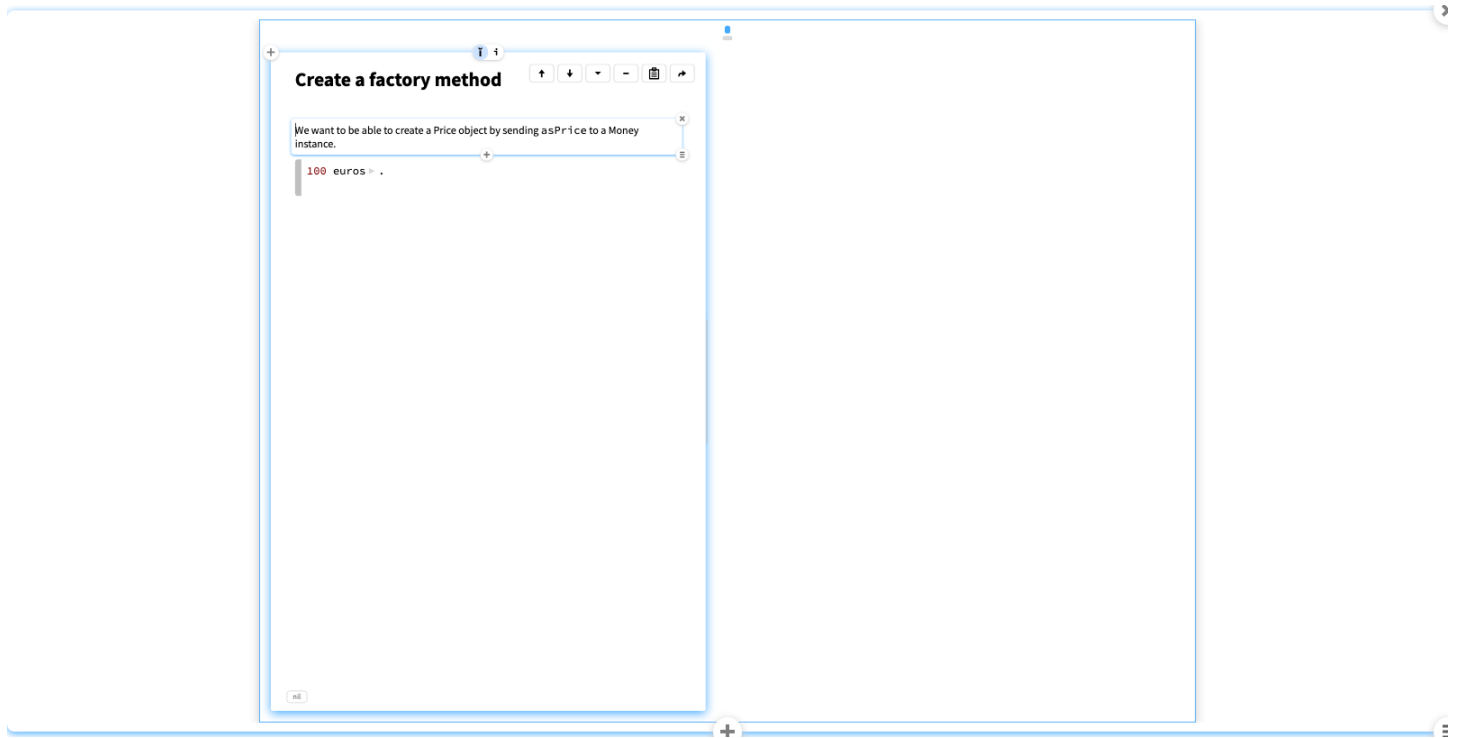 Create a factory method
We want to be able to create a Price object by sending asPrice to a Money
instance.
100 euros ▶ .
nil